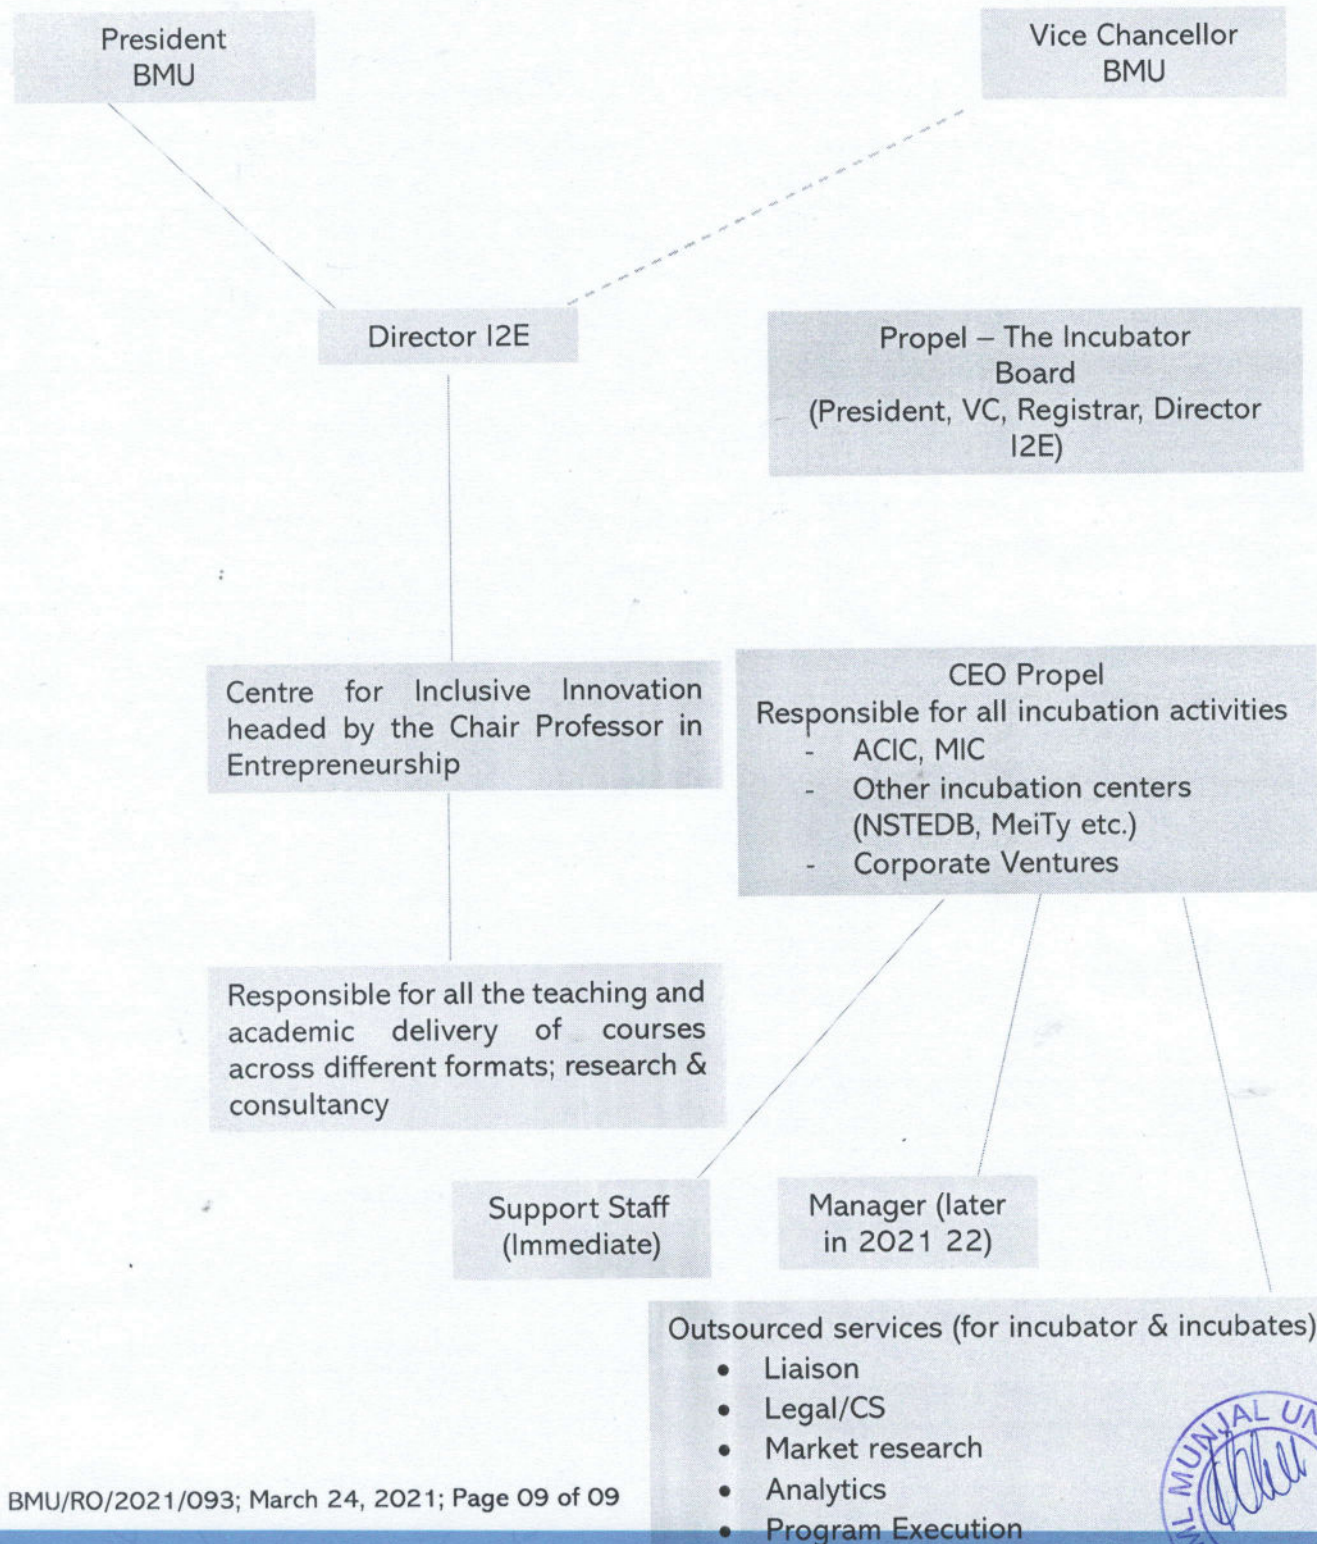 President
BMU
Vice Chancellor
BMU
Director I2E
Propel – The Incubator
Board
(President, VC, Registrar, Director
I2E)
Centre for Inclusive Innovation
headed by the Chair Professor in
Entrepreneurship
CEO Propel
Responsible for all incubation activities
- ACIC, MIC
- Other incubation centers
(NSTEDB, MeiTy etc.)
- Corporate Ventures
Responsible for all the teaching and
academic delivery of courses
across different formats; research &
consultancy
Support Staff
(Immediate)
Manager (later
in 2021 22)
Outsourced services (for incubator & incubates)
• Liaison
• Legal/CS
• Market research
• Analytics
• Program Execution
BMU/RO/2021/093; March 24, 2021; Page 09 of 09
ML MUNJAL UN